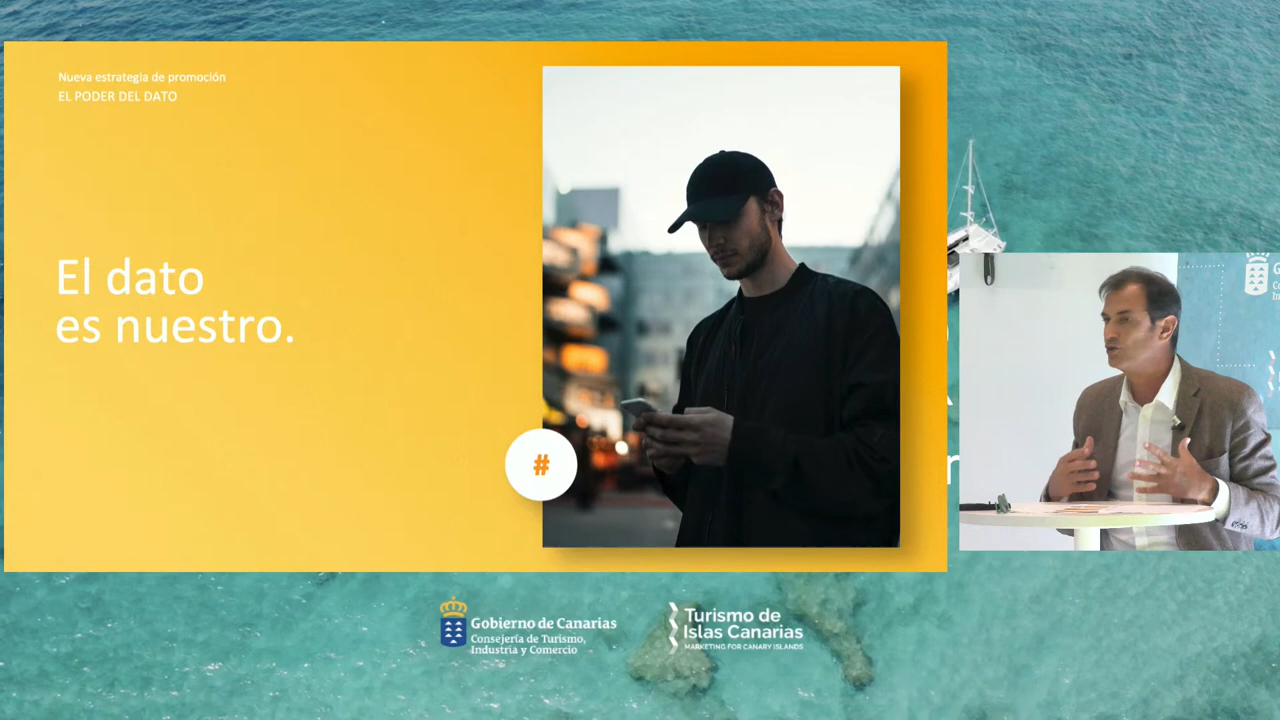 Nueva estrategia de promoción
EL PODER DEL DATO
El dato
es nuestro.
#
Gobierno de Canarias
Consejería de Turismo,
Industria y Comercio
Turismo de
Islas Canarias
MARKETING FOR CANARY ISLANDS